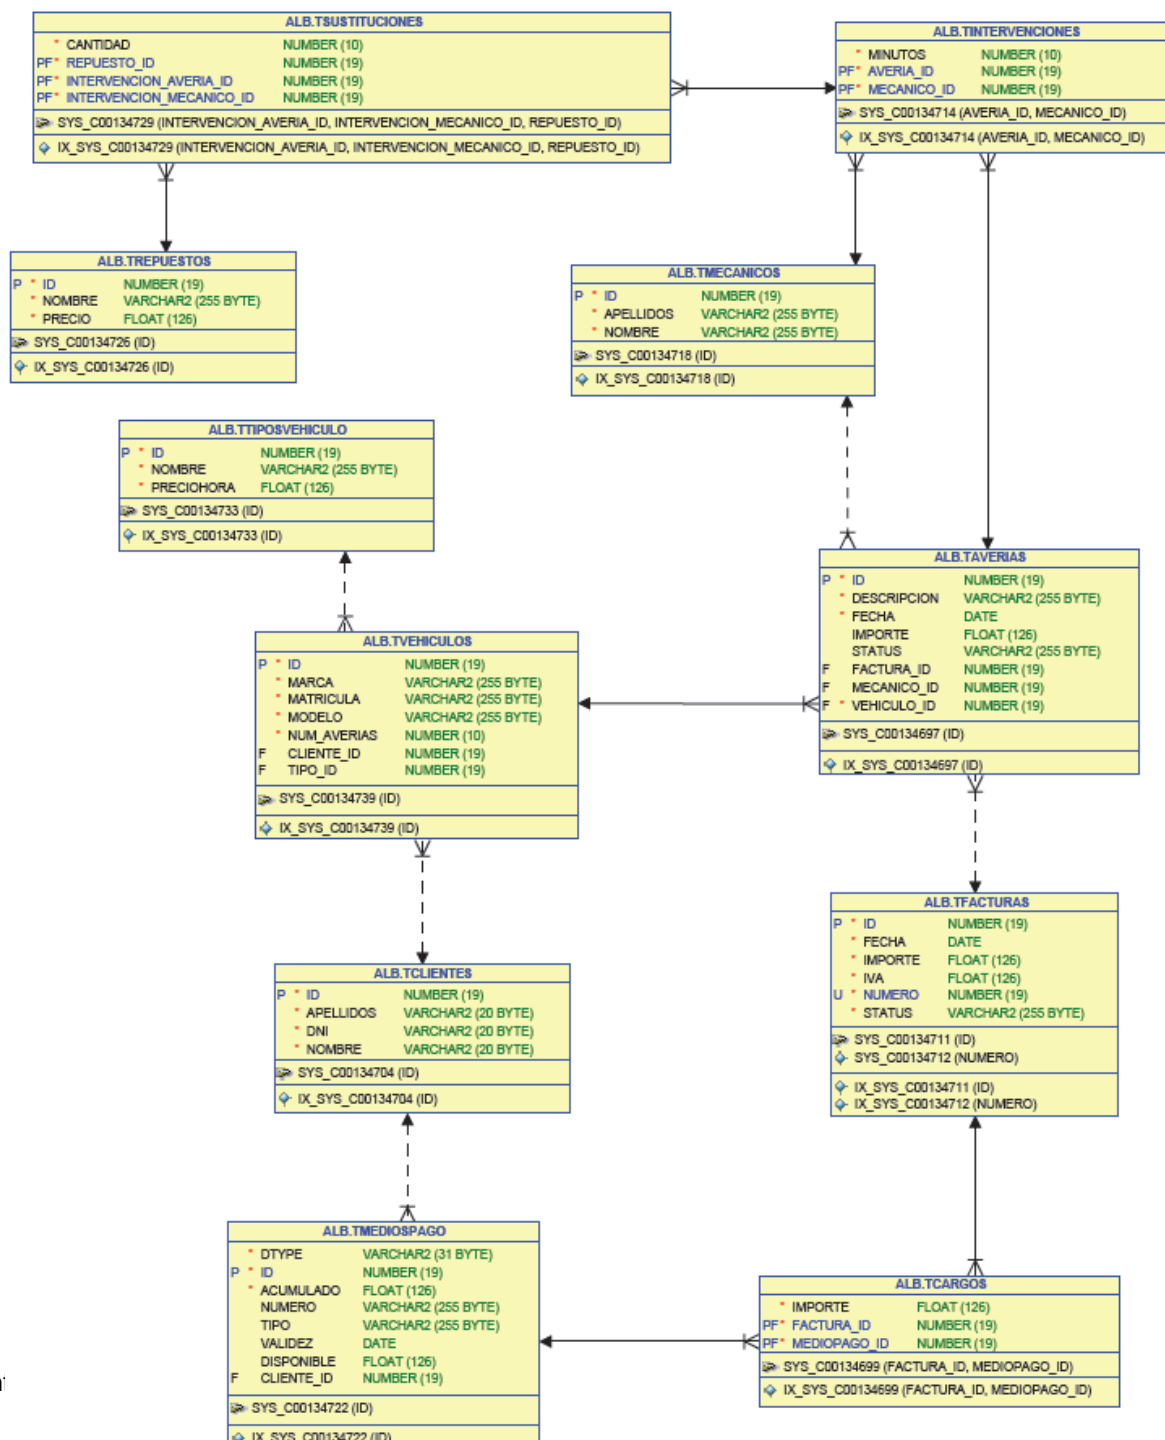 ALB.TSUSTITUCIONES
* CANTIDAD NUMBER (10)
PF* REPUESTO_ID NUMBER (19)
PF* INTERVENCION_AVERIA_ID NUMBER (19)
PF* INTERVENCION_MECANICO_ID NUMBER (19)
SYS_C00134729 (INTERVENCION_AVERIA_ID, INTERVENCION_MECANICO_ID, REPUESTO_ID)
IX_SYS_C00134729 (INTERVENCION_AVERIA_ID, INTERVENCION_MECANICO_ID, REPUESTO_ID)
ALB.TINTERVENCIONES
* MINUTOS NUMBER (10)
PF* AVERIA_ID NUMBER (19)
PF* MECANICO_ID NUMBER (19)
SYS_C00134714 (AVERIA_ID, MECANICO_ID)
IX_SYS_C00134714 (AVERIA_ID, MECANICO_ID)
ALB.TREPUESTOS
P * ID NUMBER (19)
* NOMBRE VARCHAR2 (255 BYTE)
* PRECIO FLOAT (126)
SYS_C00134726 (ID)
IX_SYS_C00134726 (ID)
ALB.TMECANICOS
P * ID NUMBER (19)
* APELLIDOS VARCHAR2 (255 BYTE)
* NOMBRE VARCHAR2 (255 BYTE)
SYS_C00134718 (ID)
IX_SYS_C00134718 (ID)
ALB.TTIPOSVEHICULO
P * ID NUMBER (19)
* NOMBRE VARCHAR2 (255 BYTE)
* PRECIOHORA FLOAT (126)
SYS_C00134733 (ID)
IX_SYS_C00134733 (ID)
ALB.TAVERIAS
P * ID NUMBER (19)
* DESCRIPCION VARCHAR2 (255 BYTE)
* FECHA DATE
IMPORTE FLOAT (126)
STATUS VARCHAR2 (255 BYTE)
F FACTURA_ID NUMBER (19)
F MECANICO_ID NUMBER (19)
F * VEHICULO_ID NUMBER (19)
SYS_C00134697 (ID)
IX_SYS_C00134697 (ID)
ALB.TVEHICULOS
P * ID NUMBER (19)
* MARCA VARCHAR2 (255 BYTE)
* MATRICULA VARCHAR2 (255 BYTE)
* MODELO VARCHAR2 (255 BYTE)
* NUM_AVERIAS NUMBER (10)
F CLIENTE_ID NUMBER (19)
F TIPO_ID NUMBER (19)
SYS_C00134739 (ID)
IX_SYS_C00134739 (ID)
ALB.TFACTURAS
P * ID NUMBER (19)
* FECHA DATE
* IMPORTE FLOAT (126)
* IVA FLOAT (126)
U * NUMERO NUMBER (19)
* STATUS VARCHAR2 (255 BYTE)
SYS_C00134711 (ID)
SYS_C00134712 (NUMERO)
IX_SYS_C00134711 (ID)
IX_SYS_C00134712 (NUMERO)
ALB.TCLIENTES
P * ID NUMBER (19)
* APELLIDOS VARCHAR2 (20 BYTE)
* DNI VARCHAR2 (20 BYTE)
* NOMBRE VARCHAR2 (20 BYTE)
SYS_C00134704 (ID)
IX_SYS_C00134704 (ID)
ALB.TMEDIOSPAGO
* DTYPE VARCHAR2 (31 BYTE)
P * ID NUMBER (19)
* ACUMULADO FLOAT (126)
NUMERO VARCHAR2 (255 BYTE)
TIPO VARCHAR2 (255 BYTE)
VALIDEZ DATE
DISPONIBLE FLOAT (126)
F CLIENTE_ID NUMBER (19)
SYS_C00134722 (ID)
IX_SYS_C00134722 (ID)
ALB.TCARGOS
* IMPORTE FLOAT (126)
PF* FACTURA_ID NUMBER (19)
PF* MEDIOPAGO_ID NUMBER (19)
SYS_C00134699 (FACTURA_ID, MEDIOPAGO_ID)
IX_SYS_C00134699 (FACTURA_ID, MEDIOPAGO_ID)